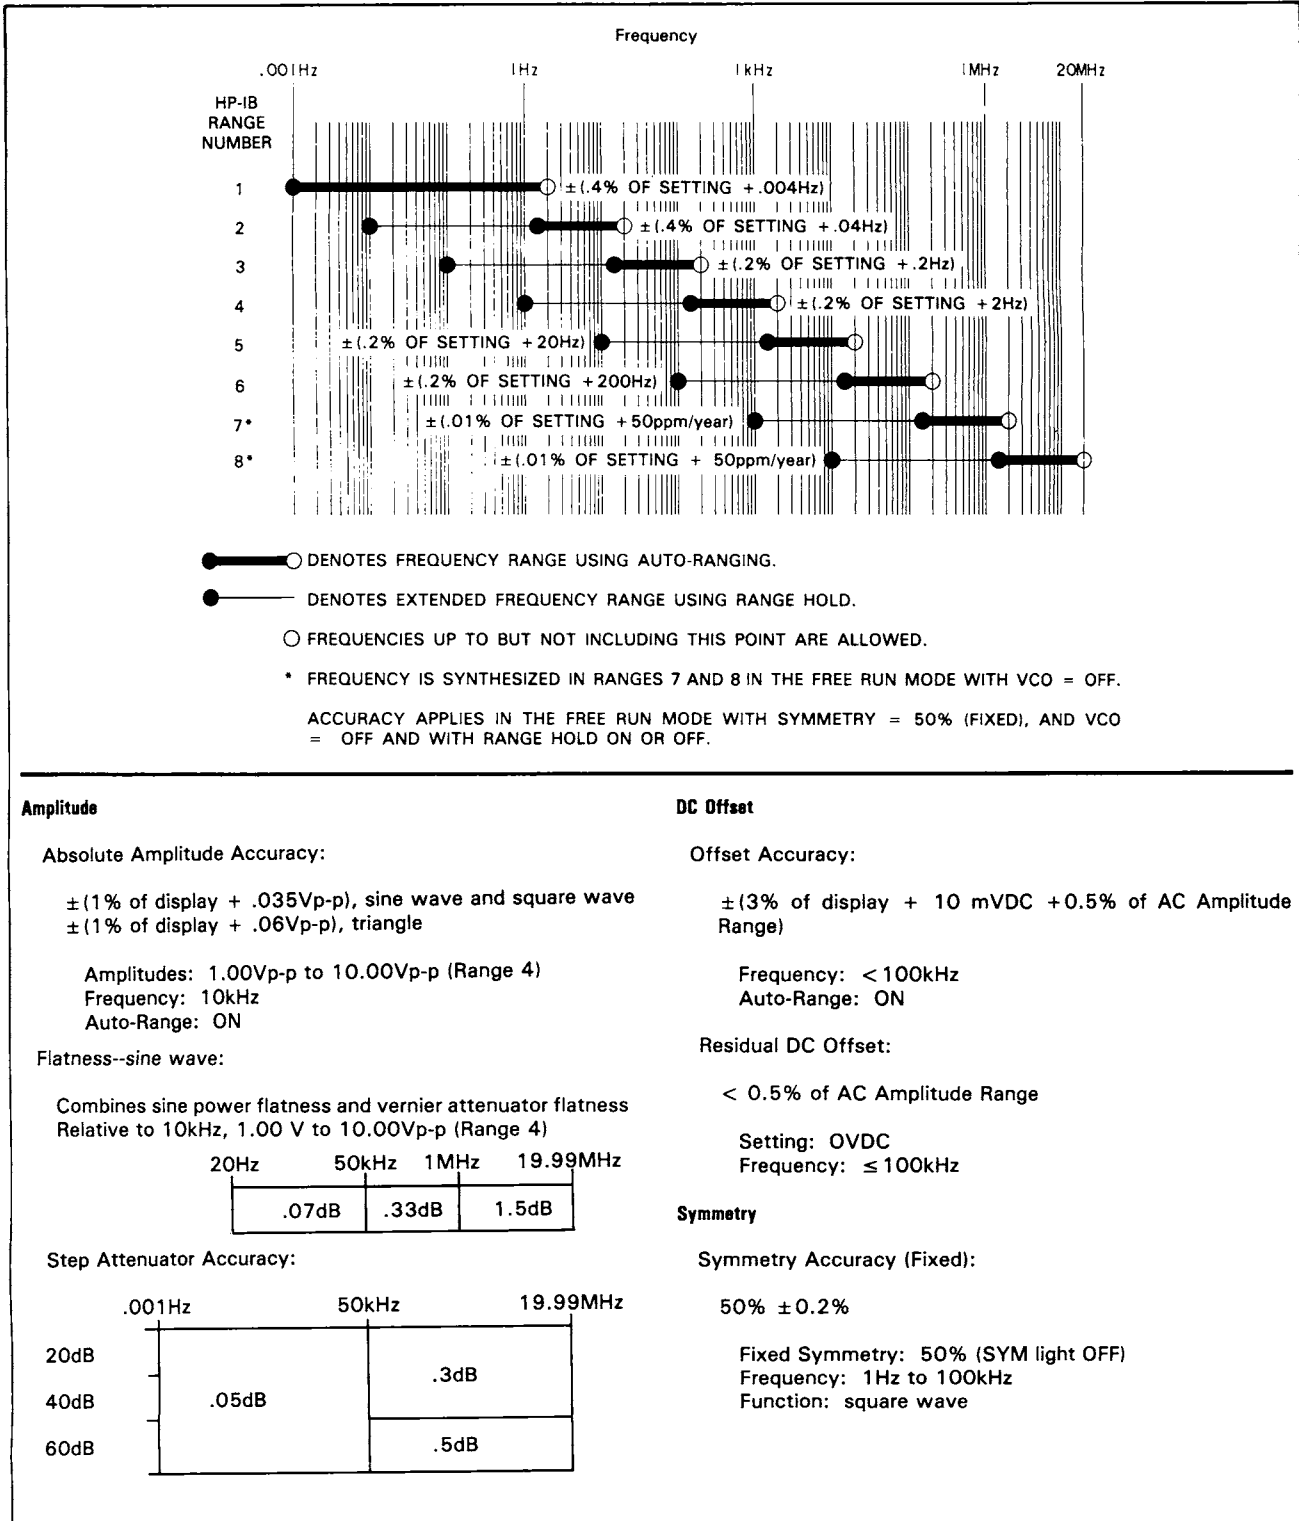 Frequency
.001Hz 1Hz 1kHz 1MHz 20MHz
HP-IB
RANGE
NUMBER
1 ±(.4% OF SETTING +.004Hz)
2 ±(.4% OF SETTING +.04Hz)
3 ±(.2% OF SETTING +.2Hz)
4 ±(.2% OF SETTING +2Hz)
5 ±(.2% OF SETTING +20Hz)
6 ±(.2% OF SETTING +200Hz)
7* ±(.01% OF SETTING +50ppm/year)
8* ±(.01% OF SETTING + 50ppm/year)
DENOTES FREQUENCY RANGE USING AUTO-RANGING.
DENOTES EXTENDED FREQUENCY RANGE USING RANGE HOLD.
FREQUENCIES UP TO BUT NOT INCLUDING THIS POINT ARE ALLOWED.
* FREQUENCY IS SYNTHESIZED IN RANGES 7 AND 8 IN THE FREE RUN MODE WITH VCO = OFF.
ACCURACY APPLIES IN THE FREE RUN MODE WITH SYMMETRY = 50% (FIXED), AND VCO
= OFF AND WITH RANGE HOLD ON OR OFF.
Amplitude
Absolute Amplitude Accuracy:
±(1% of display + .035Vp-p), sine wave and square wave
±(1% of display + .06Vp-p), triangle
Amplitudes: 1.00Vp-p to 10.00Vp-p (Range 4)
Frequency: 10kHz
Auto-Range: ON
Flatness--sine wave:
Combines sine power flatness and vernier attenuator flatness
Relative to 10kHz, 1.00 V to 10.00Vp-p (Range 4)
20Hz 50kHz 1MHz 19.99MHz
.07dB .33dB 1.5dB
Step Attenuator Accuracy:
.001Hz 50kHz 19.99MHz
20dB
.3dB
40dB .05dB
60dB .5dB
DC Offset
Offset Accuracy:
±(3% of display + 10 mVDC +0.5% of AC Amplitude
Range)
Frequency: <100kHz
Auto-Range: ON
Residual DC Offset:
< 0.5% of AC Amplitude Range
Setting: 0VDC
Frequency: ≤100kHz
Symmetry
Symmetry Accuracy (Fixed):
50% ±0.2%
Fixed Symmetry: 50% (SYM light OFF)
Frequency: 1Hz to 100kHz
Function: square wave